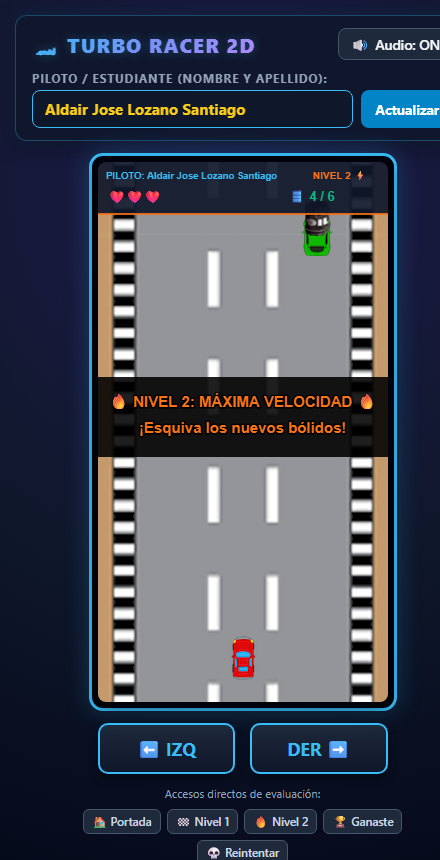 TURBO RACER 2D
Audio: ON
PILOTO / ESTUDIANTE (NOMBRE Y APELLIDO):
Aldair Jose Lozano Santiago
Actualizar
PILOTO: Aldair Jose Lozano Santiago
NIVEL 2
4 / 6
NIVEL 2: MÁXIMA VELOCIDAD
¡Esquiva los nuevos bólidos!
IZQ
DER
Accesos directos de evaluación:
Portada
Nivel 1
Nivel 2
Ganaste
Reintentar